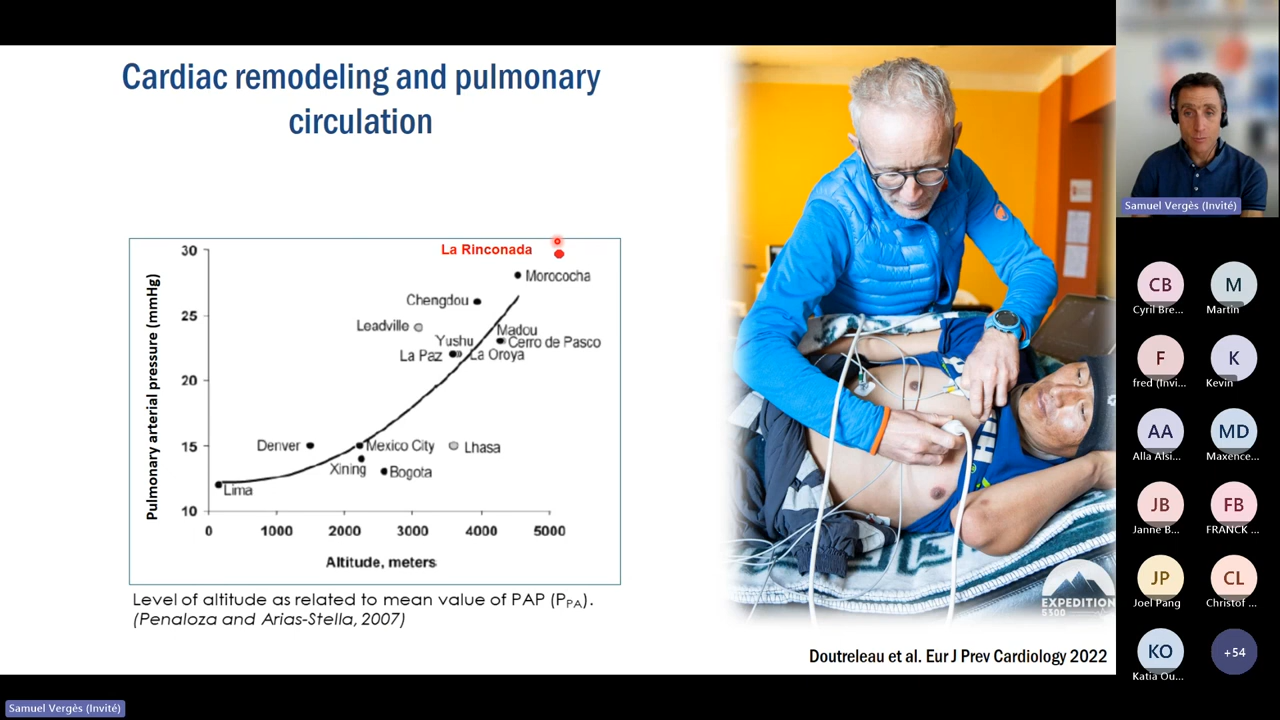 Cardiac remodeling and pulmonary
circulation
Pulmonary arterial pressure (mmHg)
30
25
20
15
10
La Rinconada
Morococha
Chengdou
Leadville
Madou
Yushu
Cerro de Pasco
La Paz
La Oroya
Denver
Mexico City
Lhasa
Xining
Bogota
Lima
0
1000
2000
3000
4000
5000
Altitude, meters
Level of altitude as related to mean value of PAP (PPA).
(Penaloza and Arias-Stella, 2007)
EXPEDITION
5300
Doutreleau et al. Eur J Prev Cardiology 2022
Samuel Vergès (Invité)
CB
Cyril Bre...
M
Martin
F
fred (Invi...
K
Kevin
AA
Alla Alsi...
MD
Maxence...
JB
Janne B...
FB
FRANCK ...
JP
Joel Pang
CL
Christof ...
KO
Katia Ou...
+54
Samuel Vergès (Invité)